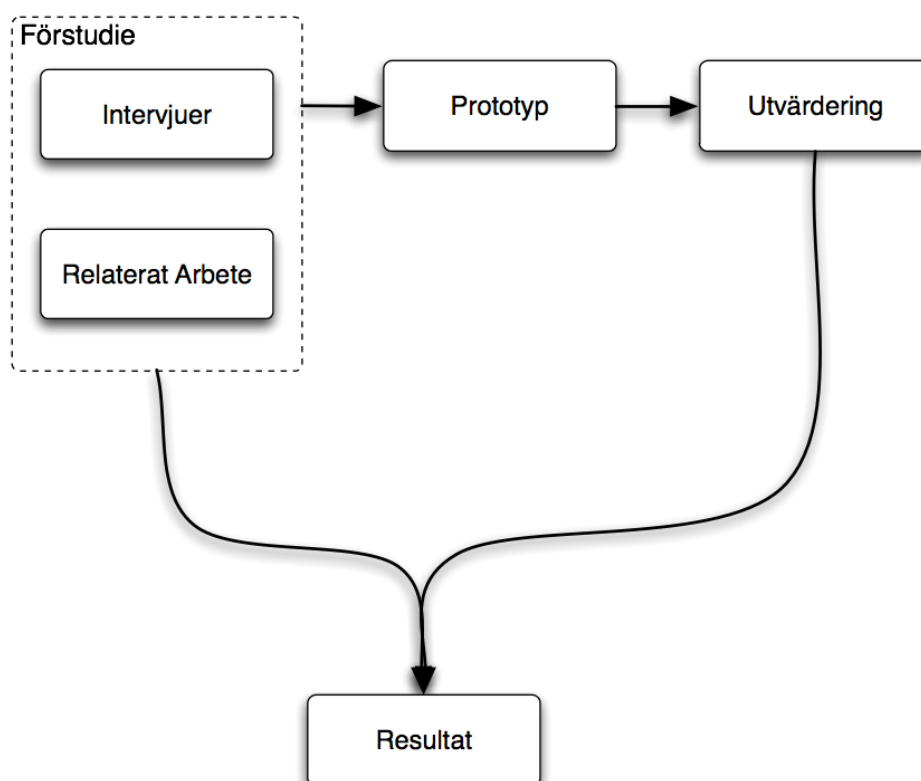 Förstudie
Intervjuer
Prototyp
Utvärdering
Relaterat Arbete
Resultat